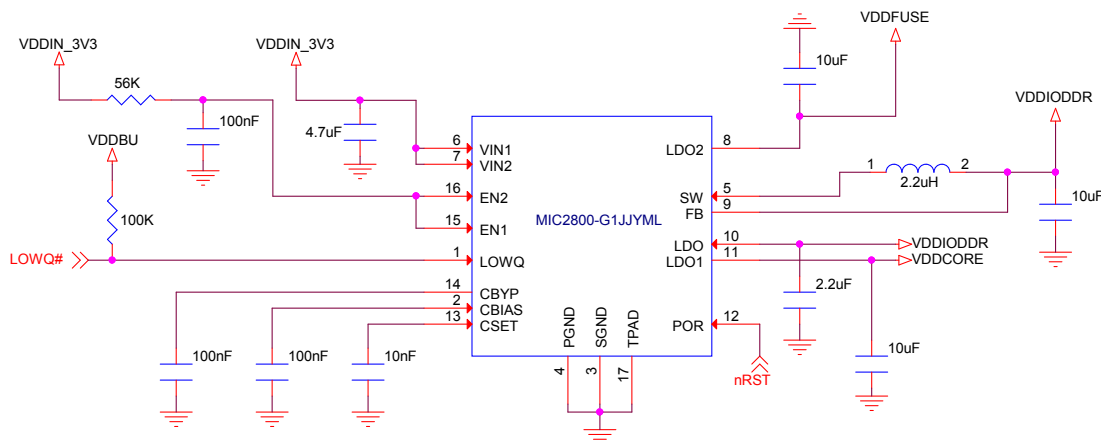 VDDFUSE
VDDIN_3V3
VDDIN_3V3
10uF
56K
VDDIODDR
100nF
4.7uF
VDDBU
6
VIN1
7
VIN2
LDO2
8
1
2
2.2uH
16
EN2
SW
5
10uF
100K
15
EN1
MIC2800-G1JJYML
FB
9
LOWQ#
1
LOWQ
LDO
10
VDDIODDR
LDO1
11
VDDCORE
14
CBYP
2
CBIAS
13
CSET
2.2uF
POR
12
100nF
100nF
10nF
PGND
SGND
TPAD
10uF
4
3
17
nRST